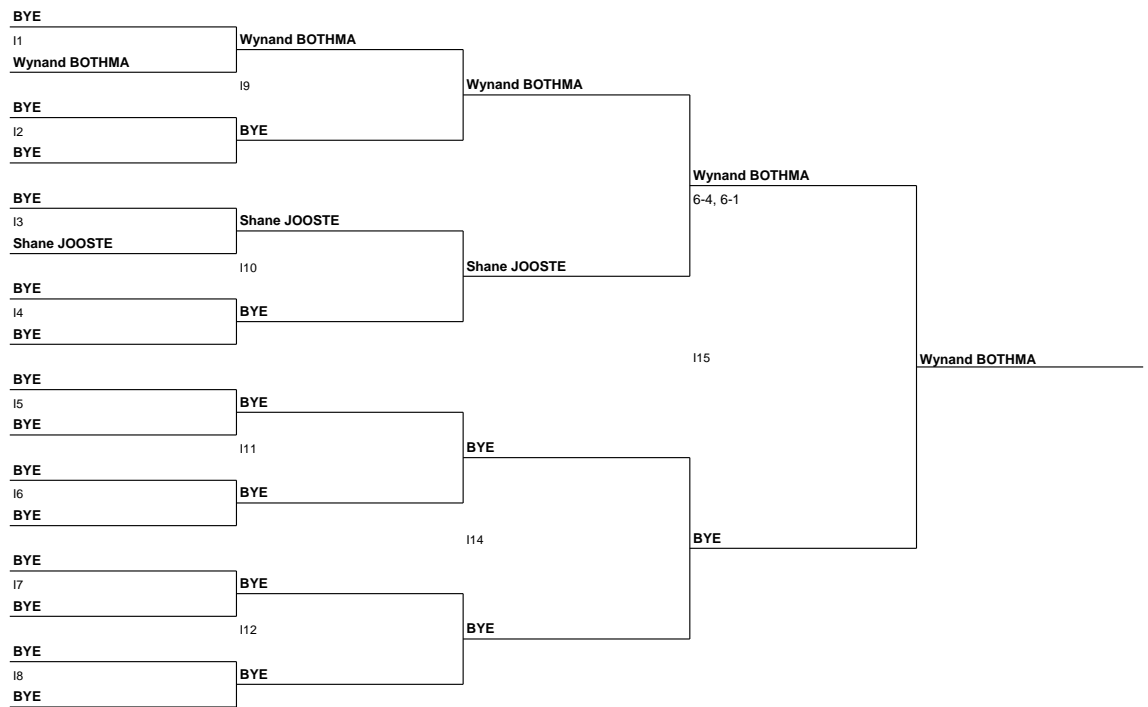 BYE
I1
Wynand BOTHMA
BYE
I2
BYE
BYE
I3
Shane JOOSTE
BYE
I4
BYE
BYE
I5
BYE
BYE
I6
BYE
BYE
I7
BYE
BYE
I8
BYE
Wynand BOTHMA
I9
BYE
Shane JOOSTE
I10
BYE
BYE
I11
BYE
BYE
I12
BYE
Wynand BOTHMA
Shane JOOSTE
BYE
I14
BYE
Wynand BOTHMA
6-4, 6-1
I15
BYE
Wynand BOTHMA